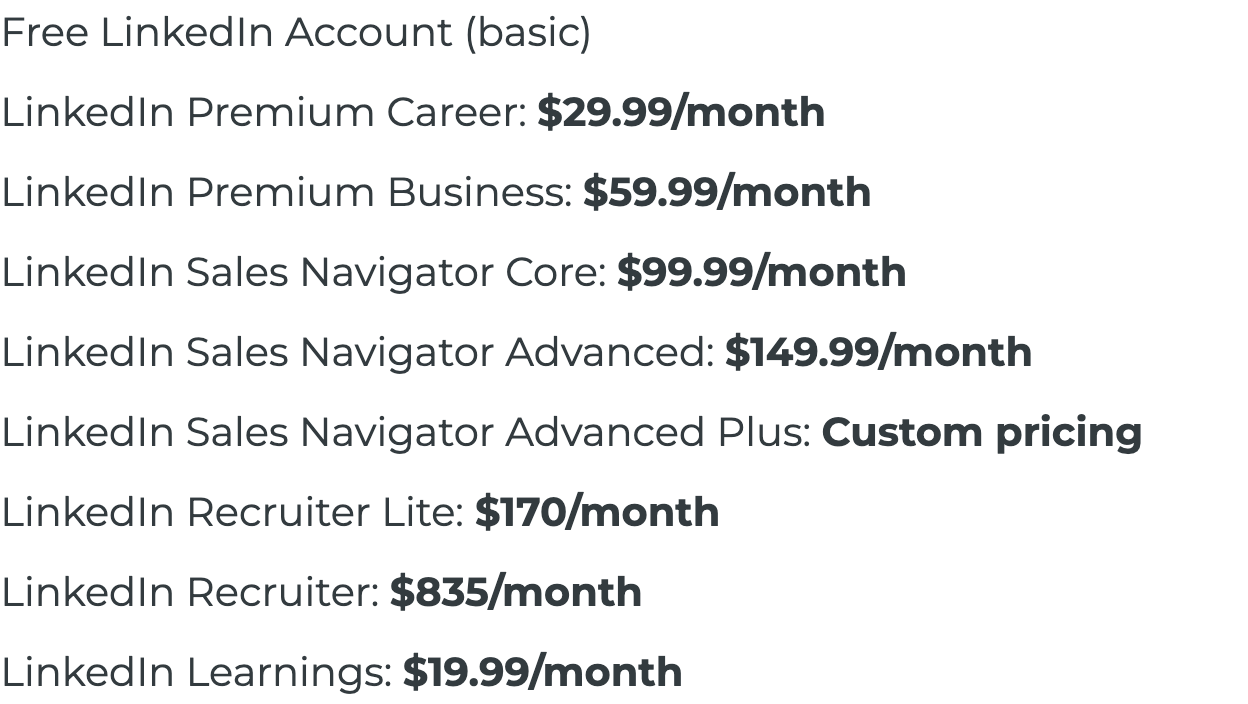 Free LinkedIn Account (basic)
LinkedIn Premium Career: $29.99/month
LinkedIn Premium Business: $59.99/month
LinkedIn Sales Navigator Core: $99.99/month
LinkedIn Sales Navigator Advanced: $149.99/month
LinkedIn Sales Navigator Advanced Plus: Custom pricing
LinkedIn Recruiter Lite: $170/month
LinkedIn Recruiter: $835/month
LinkedIn Learnings: $19.99/month